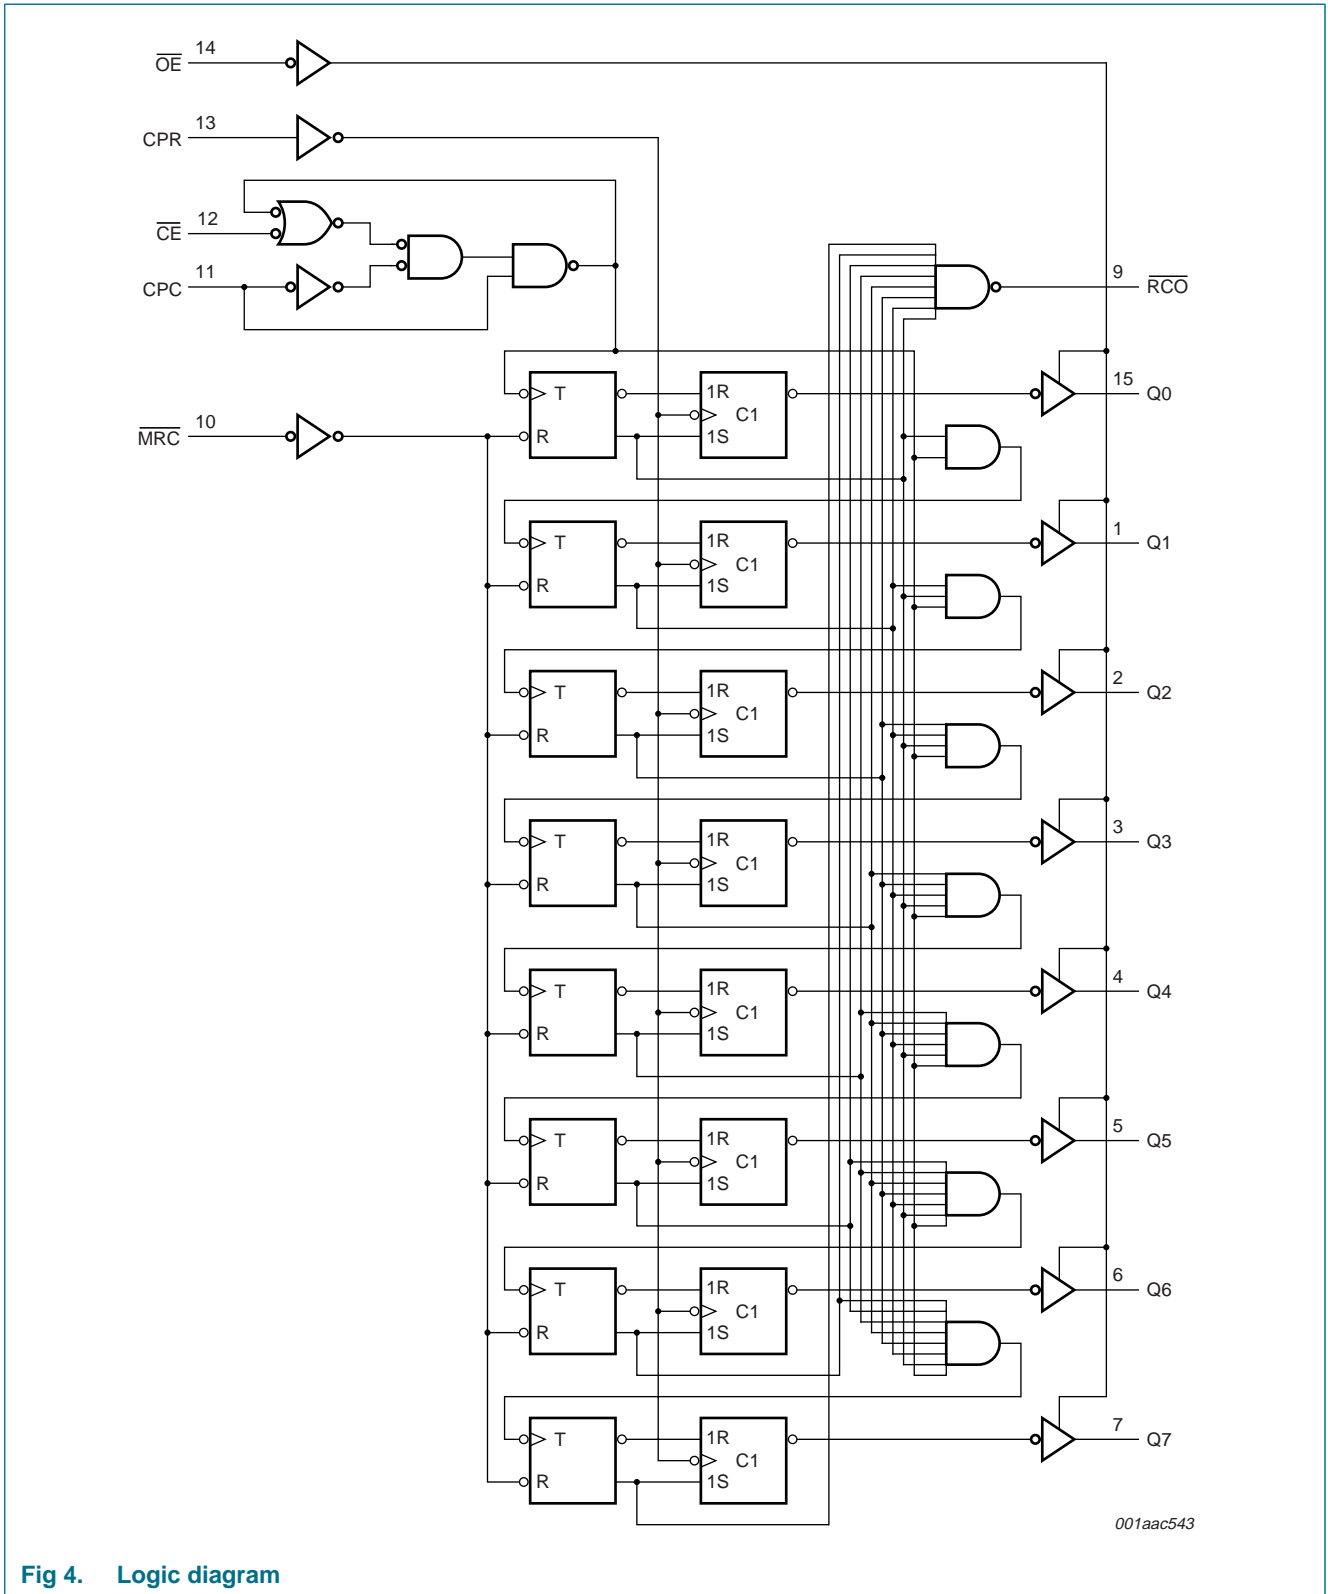 OE 14
CPR 13
CE 12
CPC 11
9 RCO
T 1R C1 15 Q0
MRC 10 R 1S
T 1R C1 1 Q1
R 1S
T 1R C1 2 Q2
R 1S
T 1R C1 3 Q3
R 1S
T 1R C1 4 Q4
R 1S
T 1R C1 5 Q5
R 1S
T 1R C1 6 Q6
R 1S
T 1R C1 7 Q7
R 1S
001aac543
Fig 4. Logic diagram